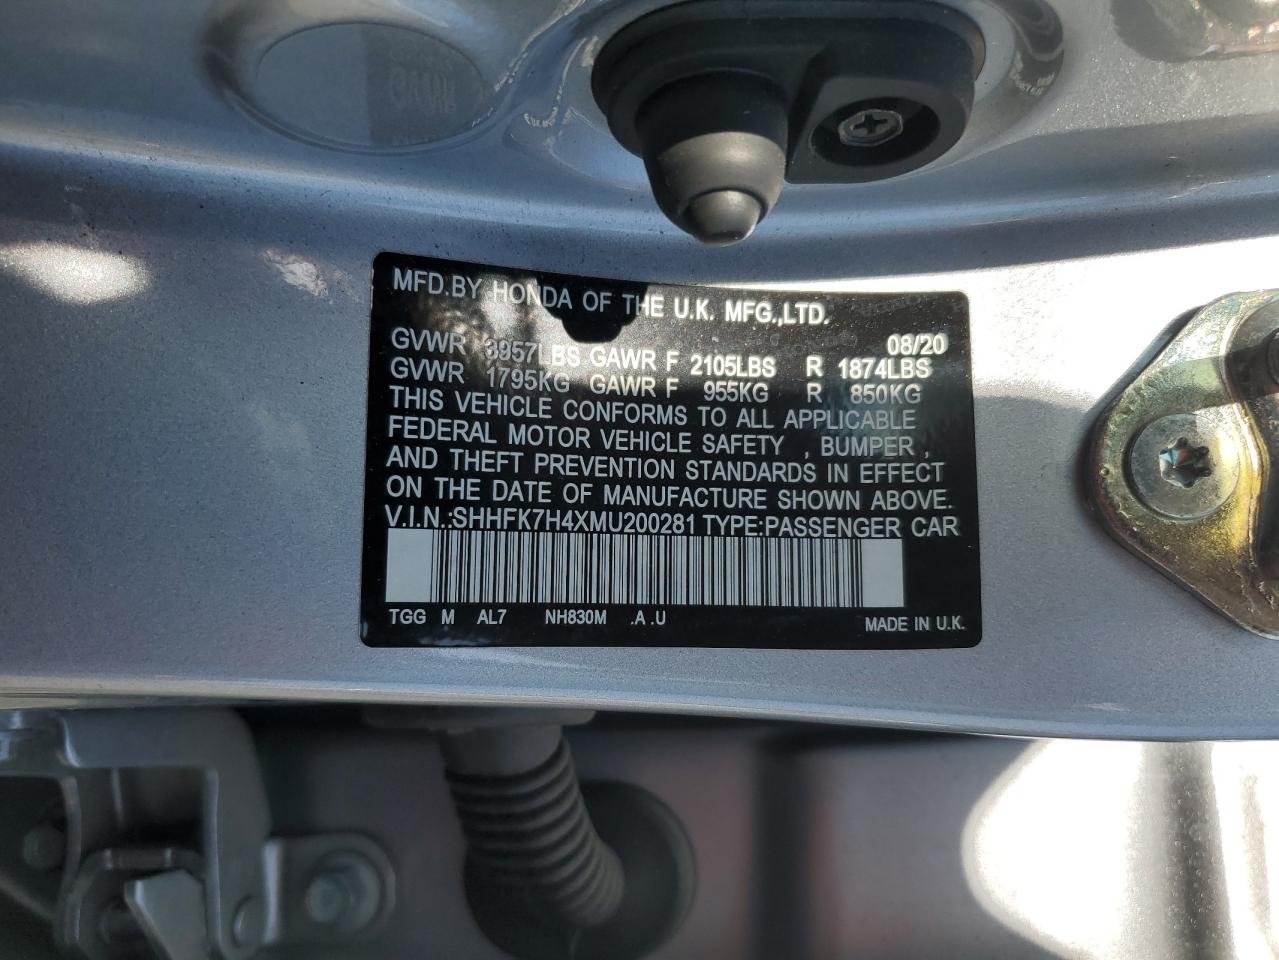 MFD.BY HONDA OF THE U.K. MFG.,LTD.
08/20
GVWR 3957LBS GAWR F 2105LBS R 1874LBS
GVWR 1795KG GAWR F 955KG R 850KG
THIS VEHICLE CONFORMS TO ALL APPLICABLE
FEDERAL MOTOR VEHICLE SAFETY , BUMPER ,
AND THEFT PREVENTION STANDARDS IN EFFECT
ON THE DATE OF MANUFACTURE SHOWN ABOVE.
V.I.N.:SHHFK7H4XMU200281 TYPE:PASSENGER CAR
TGG M AL7 NH830M .A .U MADE IN U.K.